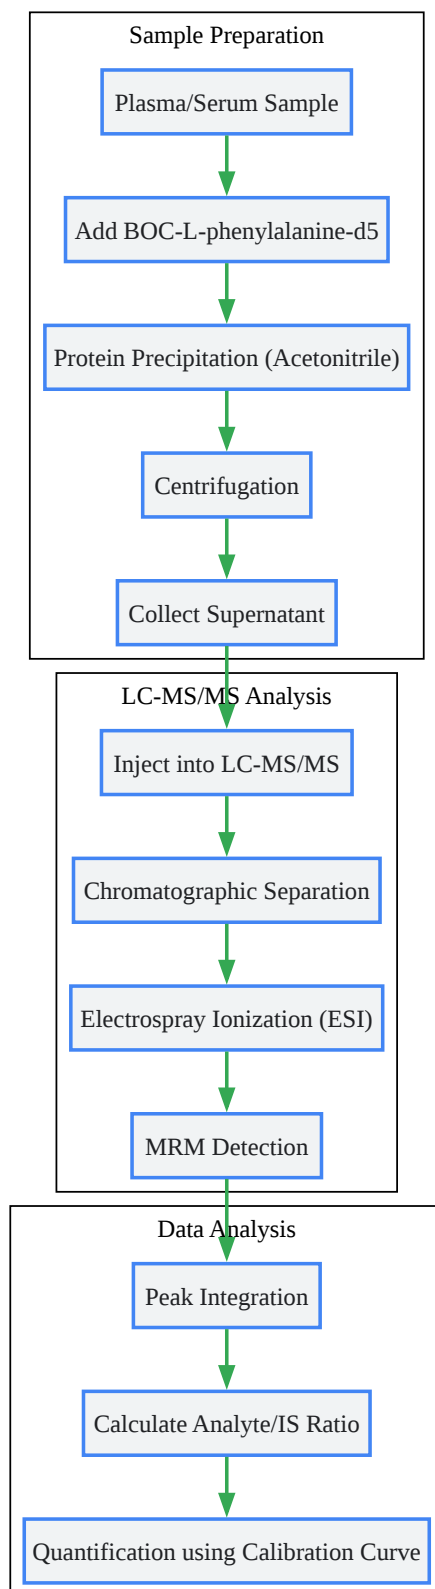 Sample Preparation
Plasma/Serum Sample
Add BOC-L-phenylalanine-d5
Protein Precipitation (Acetonitrile)
Centrifugation
Collect Supernatant
LC-MS/MS Analysis
Inject into LC-MS/MS
Chromatographic Separation
Electrospray Ionization (ESI)
MRM Detection
Data Analysis
Peak Integration
Calculate Analyte/IS Ratio
Quantification using Calibration Curve